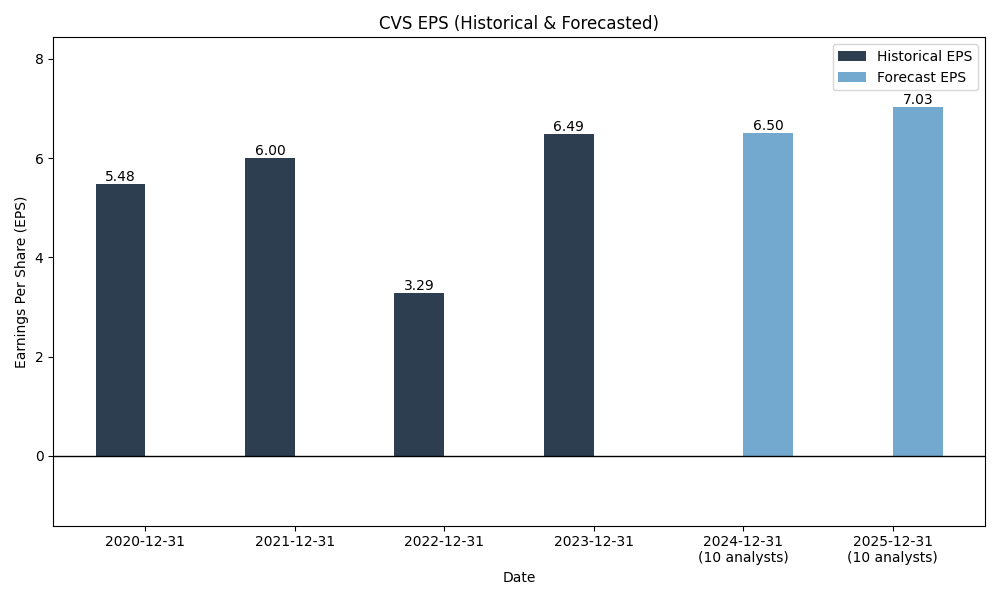 CVS EPS (Historical & Forecasted)
Historical EPS
Forecast EPS
Earnings Per Share (EPS)
8
6
4
2
0
5.48
6.00
3.29
6.49
6.50
7.03
2020-12-31
2021-12-31
2022-12-31
2023-12-31
2024-12-31
(10 analysts)
2025-12-31
(10 analysts)
Date